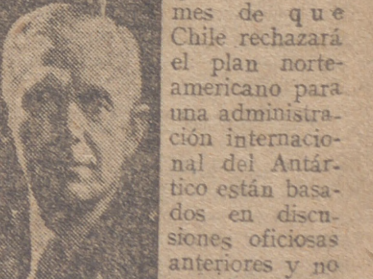 mes de que
Chile rechazará
el plan norte-
americano para
una administra-
ción internacio-
nal del Antár-
tico están basa-
dos en discu-
siones oficiosas
anteriores y no